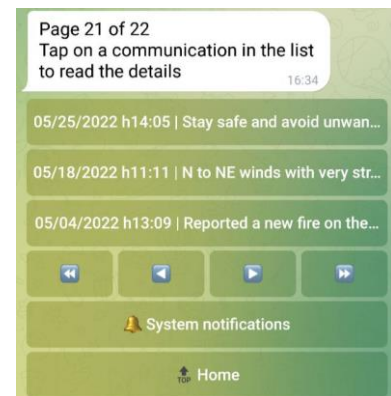 Page 21 of 22
Tap on a communication in the list
to read the details
16:34
05/25/2022 h14:05 | Stay safe and avoid unwan...
05/18/2022 h11:11 | N to NE winds with very str...
05/04/2022 h13:09 | Reported a new fire on the...
🔔 System notifications
TOP Home